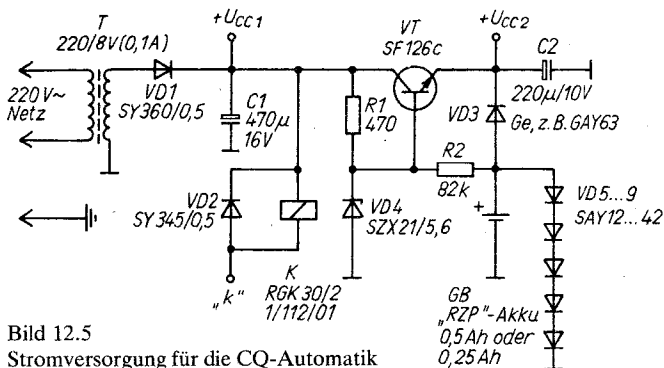 T
220/8V(0,1A)
220V~
Netz
VD1
SY360/0,5
+UCC1
C1
470µ
16V
VD2
SY345/0,5
„k"
K
RGK 30/2
1/112/01
VT
SF126c
R1
470
VD4
SZX21/5,6
R2
82k
+UCC2
C2
220µ/10V
VD3
Ge, z.B. GAY63
+
VD5...9
SAY12...42
GB
„RZP"-Akku
0,5Ah oder
0,25Ah
Bild 12.5
Stromversorgung für die CQ-Automatik